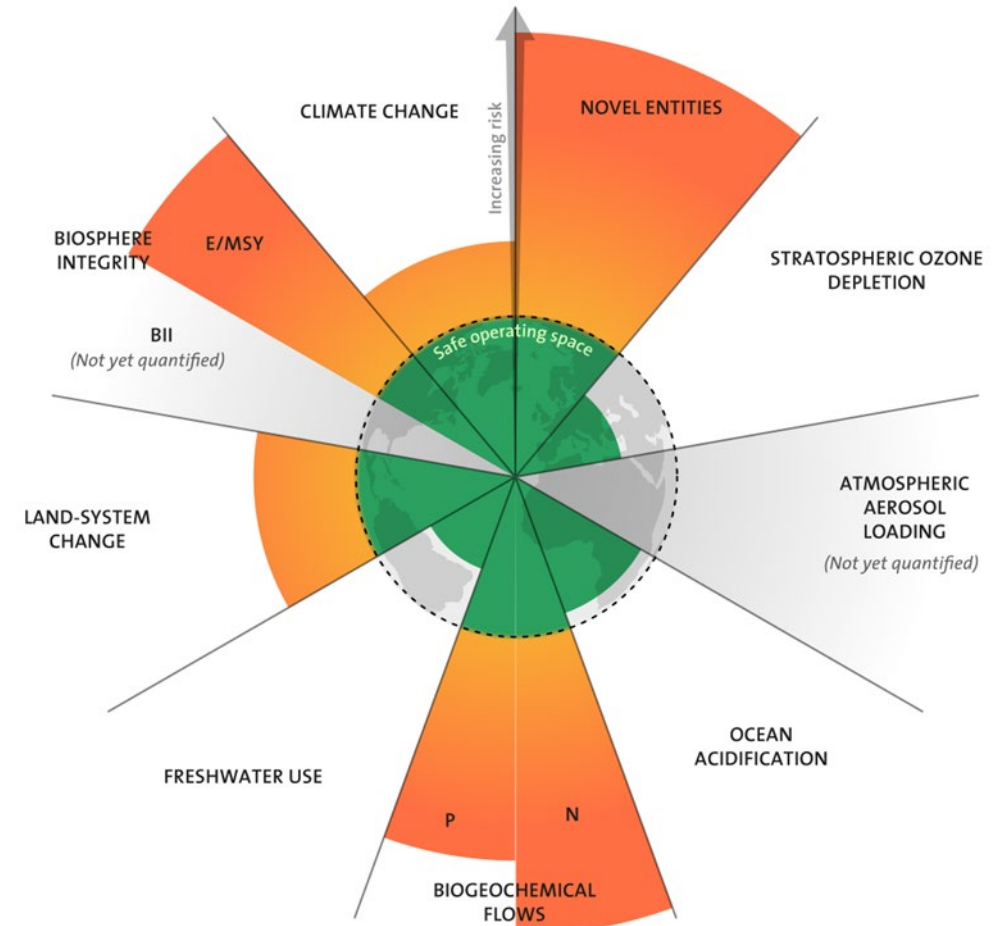 CLIMATE CHANGE
Increasing risk
NOVEL ENTITIES
BIOSPHERE
INTEGRITY
E/MSY
STRATOSPHERIC OZONE
DEPLETION
BII
(Not yet quantified)
Safe operating space
LAND-SYSTEM
CHANGE
ATMOSPHERIC
AEROSOL
LOADING
(Not yet quantified)
OCEAN
ACIDIFICATION
FRESHWATER USE
P
N
BIOGEOCHEMICAL
FLOWS